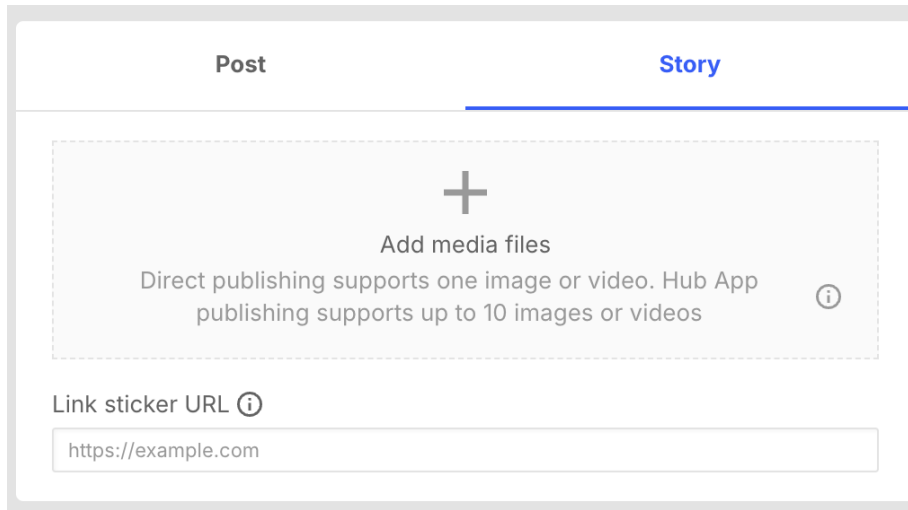 Post
Story
Add media files
Direct publishing supports one image or video. Hub App
publishing supports up to 10 images or videos
Link sticker URL
https://example.com